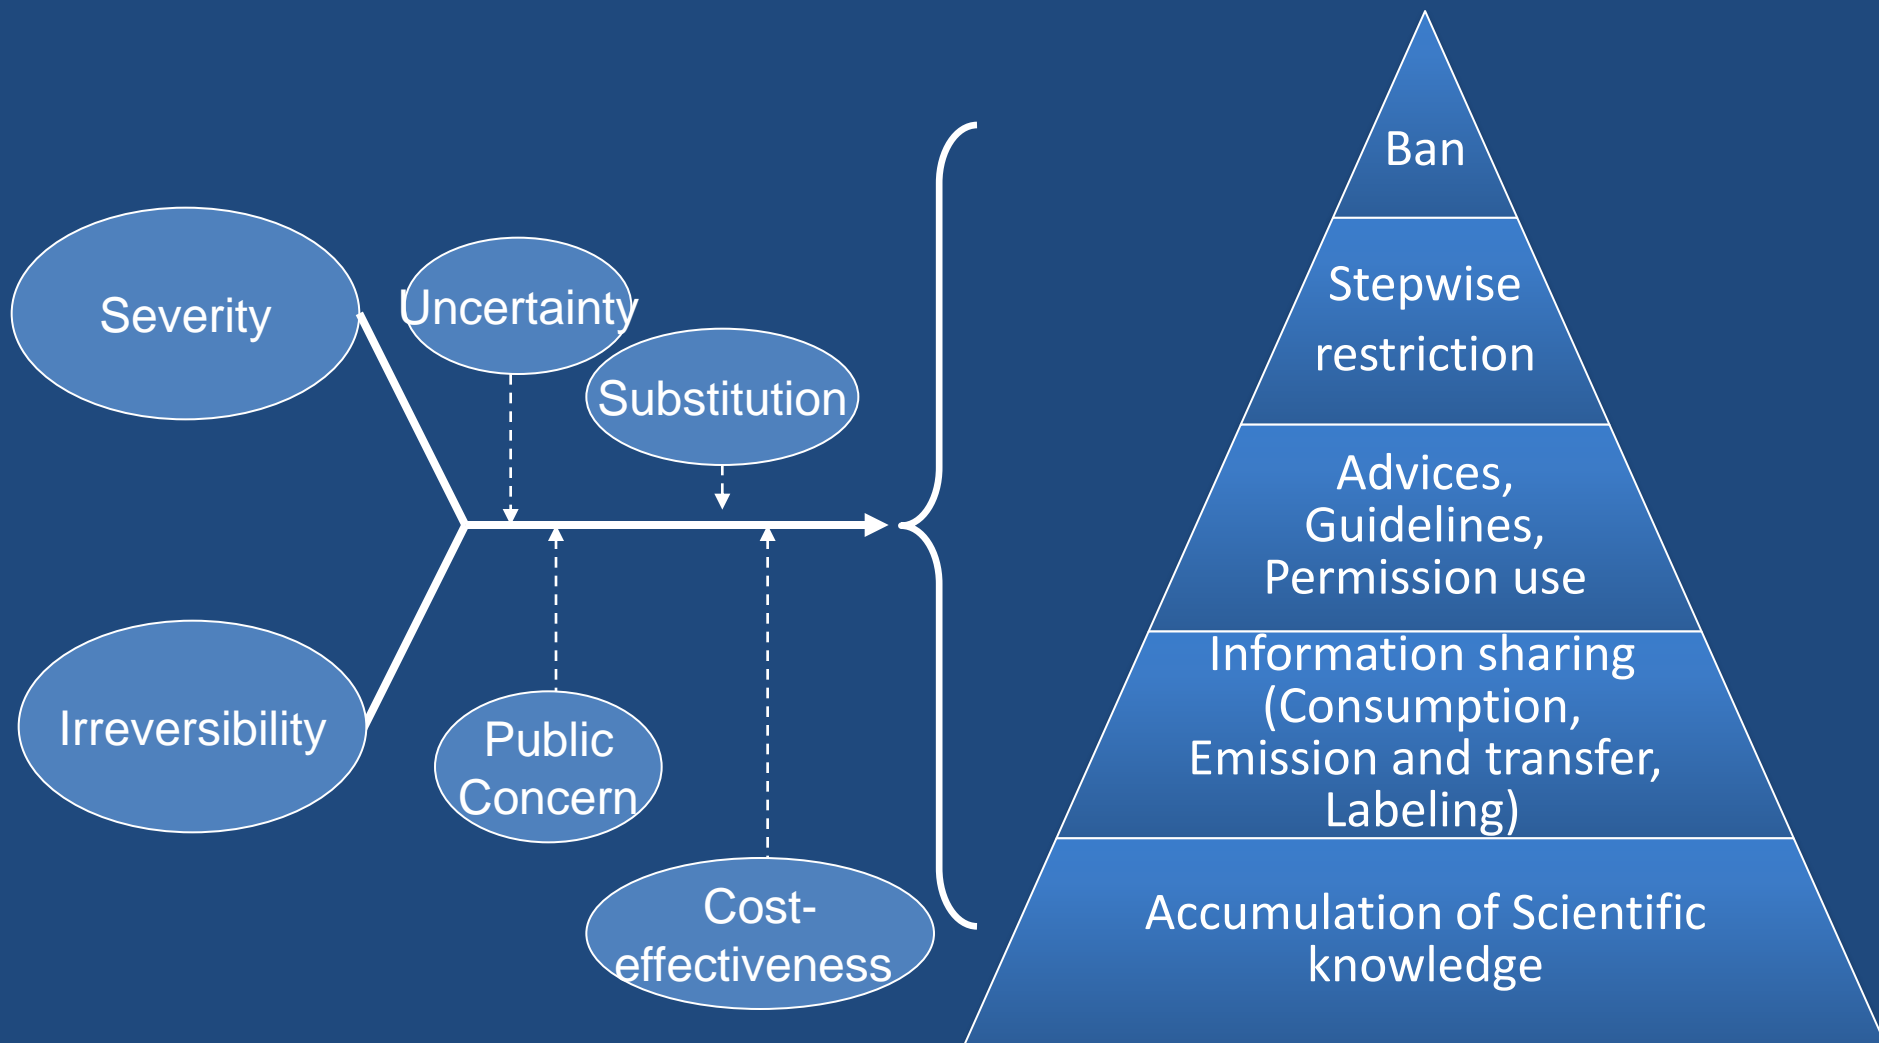 Severity
Uncertainty
Substitution
Irreversibility
Public
Concern
Cost-
effectiveness
Ban
Stepwise
restriction
Advices,
Guidelines,
Permission use
Information sharing
(Consumption,
Emission and transfer,
Labeling)
Accumulation of Scientific
knowledge